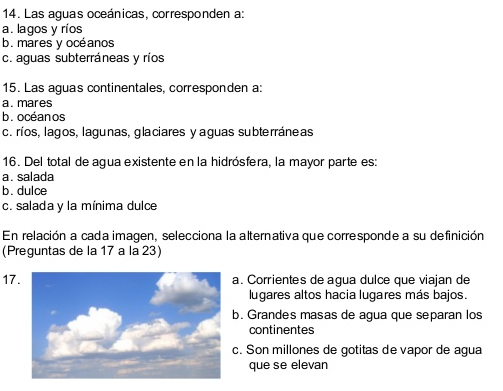 14. Las aguas oceánicas, corresponden a:
a. lagos y ríos
b. mares y océanos
c. aguas subterráneas y ríos
15. Las aguas continentales, corresponden a:
a. mares
b. océanos
c. ríos, lagos, lagunas, glaciares y aguas subterráneas
16. Del total de agua existente en la hidrósfera, la mayor parte es:
a. salada
b. dulce
c. salada y la mínima dulce
En relación a cada imagen, selecciona la alternativa que corresponde a su definición
(Preguntas de la 17 a la 23)
17.
a. Corrientes de agua dulce que viajan de
lugares altos hacia lugares más bajos.
b. Grandes masas de agua que separan los
continentes
c. Son millones de gotitas de vapor de agua
que se elevan